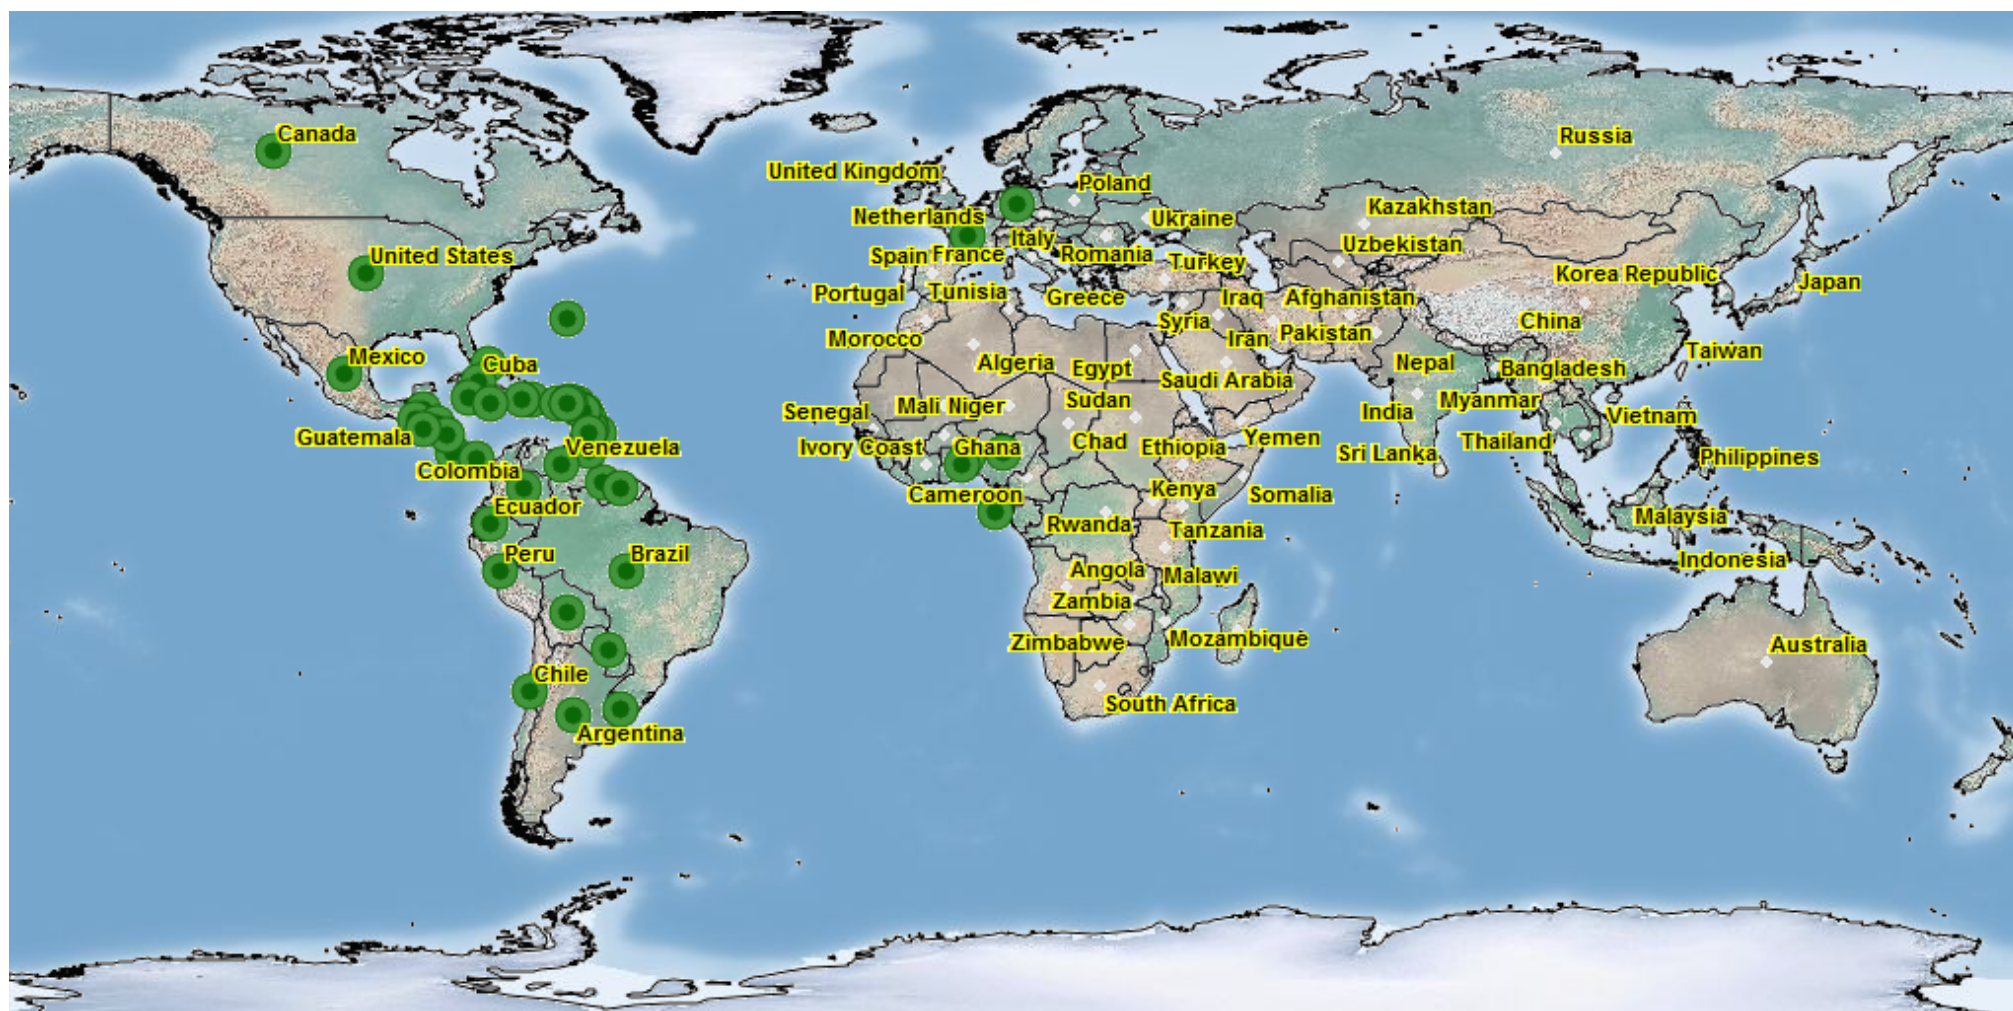 Canada
Russia
United Kingdom
Poland
Kazakhstan
Netherlands
Ukraine
Italy
Uzbekistan
United States
Spain
France
Romania
Turkey
Korea Republic
Japan
Portugal
Tunisia
Greece
Iraq
Afghanistan
Syria
China
Morocco
Iran
Pakistan
Taiwan
Mexico
Cuba
Algeria
Egypt
Nepal
Bangladesh
Saudi Arabia
Senegal
Mali
Niger
Sudan
India
Myanmar
Vietnam
Guatemala
Venezuela
Ivory Coast
Ghana
Chad
Ethiopia
Yemen
Sri Lanka
Thailand
Philippines
Colombia
Cameroon
Kenya
Somalia
Ecuador
Rwanda
Tanzania
Malaysia
Peru
Brazil
Indonesia
Angola
Malawi
Zambia
Zimbabwe
Mozambique
Australia
Chile
South Africa
Argentina